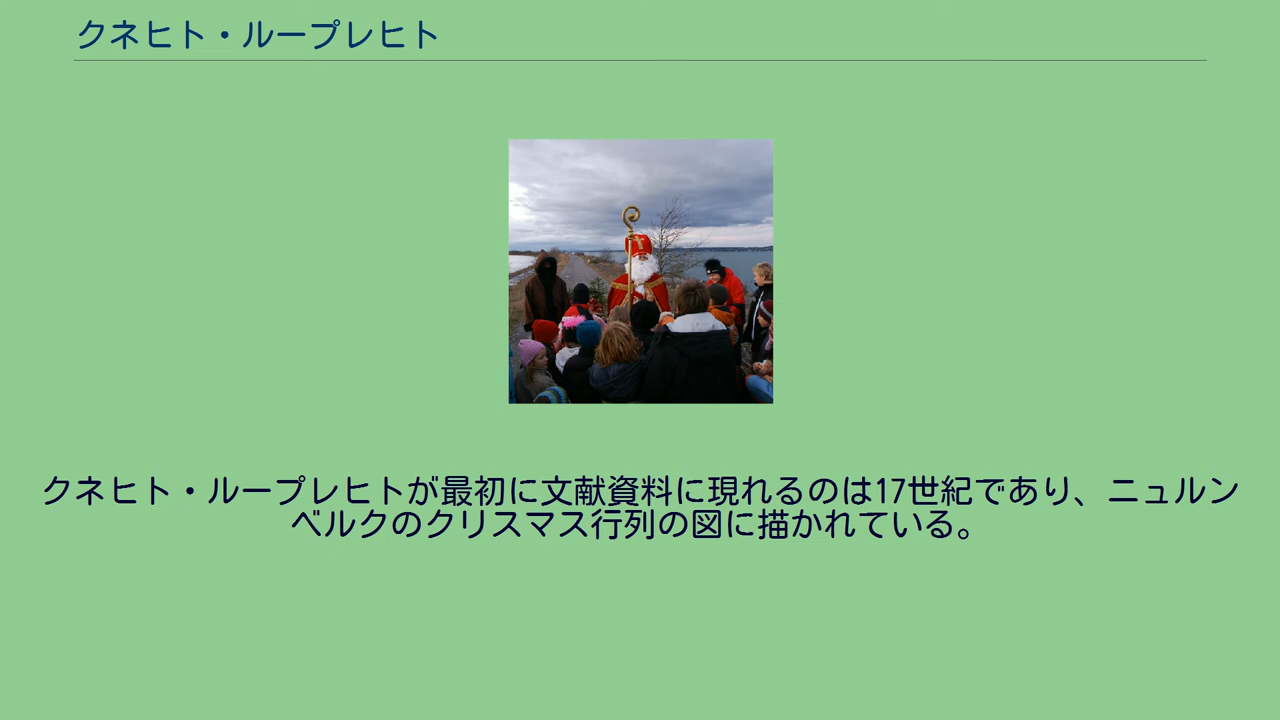 クネヒト・ループレヒト
クネヒト・ループレヒトが最初に文献資料に現れるのは17世紀であり、ニュルン
ベルクのクリスマス行列の図に描かれている。